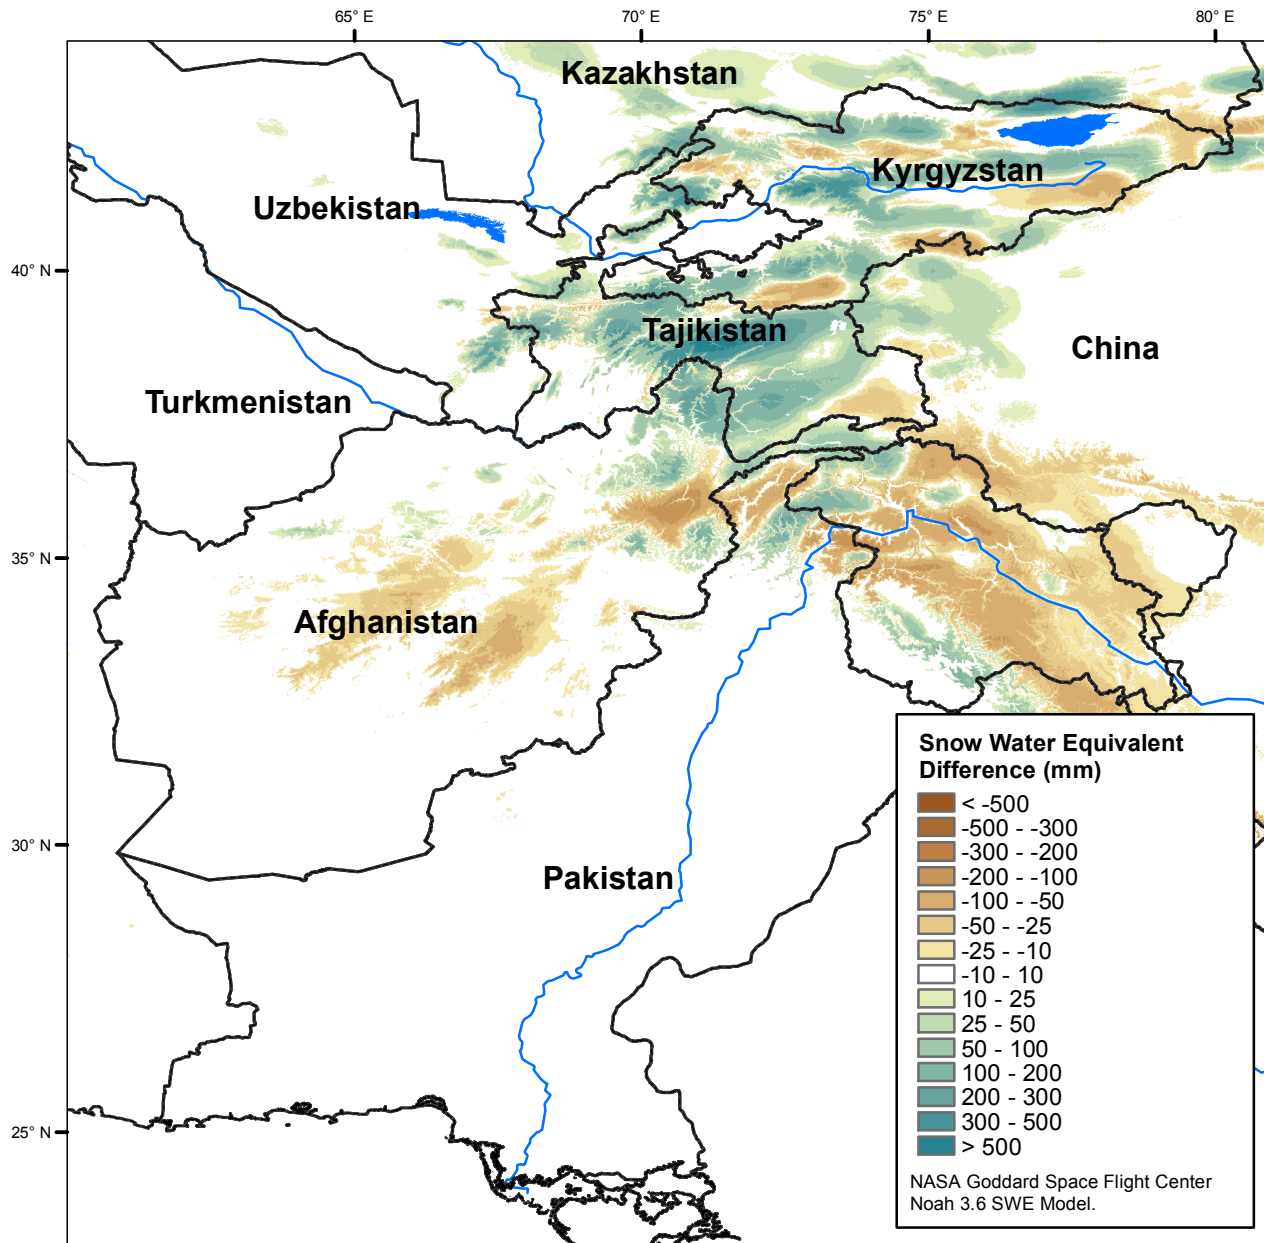 65° E
70° E
75° E
80° E
Kazakhstan
Kyrgyzstan
Uzbekistan
40° N
Tajikistan
China
Turkmenistan
35° N
Afghanistan
30° N
Pakistan
25° N
Snow Water Equivalent
Difference (mm)
< -500
-500 - -300
-300 - -200
-200 - -100
-100 - -50
-50 - -25
-25 - -10
-10 - 10
10 - 25
25 - 50
50 - 100
100 - 200
200 - 300
300 - 500
> 500
NASA Goddard Space Flight Center
Noah 3.6 SWE Model.